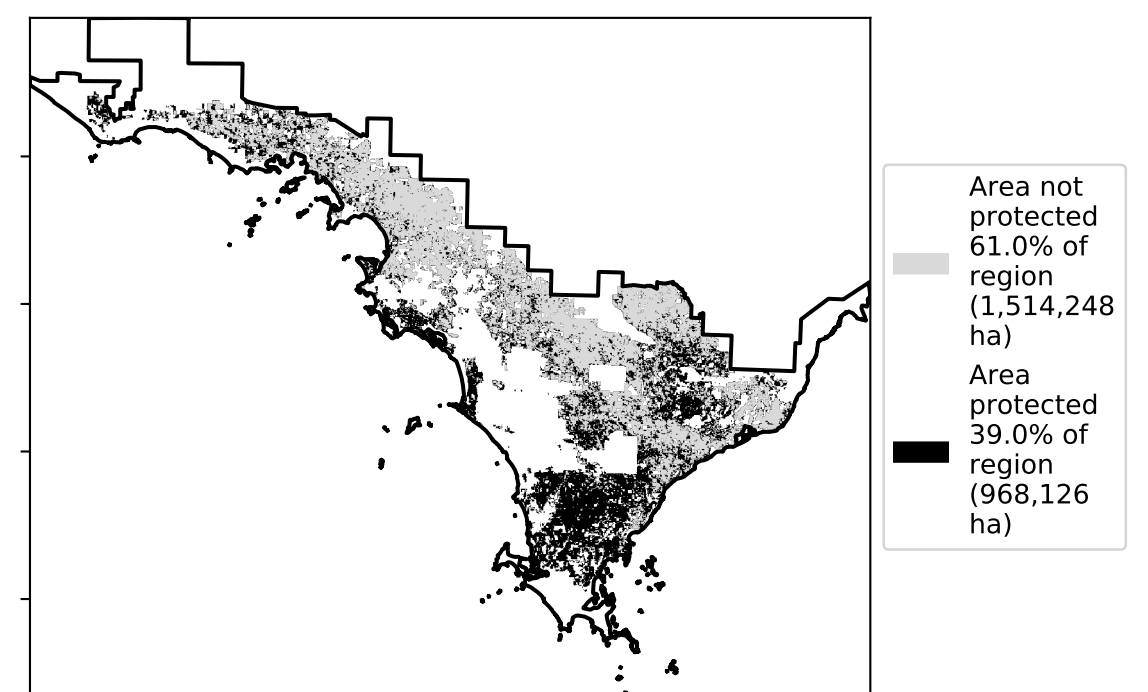 Area not
protected
61.0% of
region
(1,514,248
ha)
Area
protected
39.0% of
region
(968,126
ha)